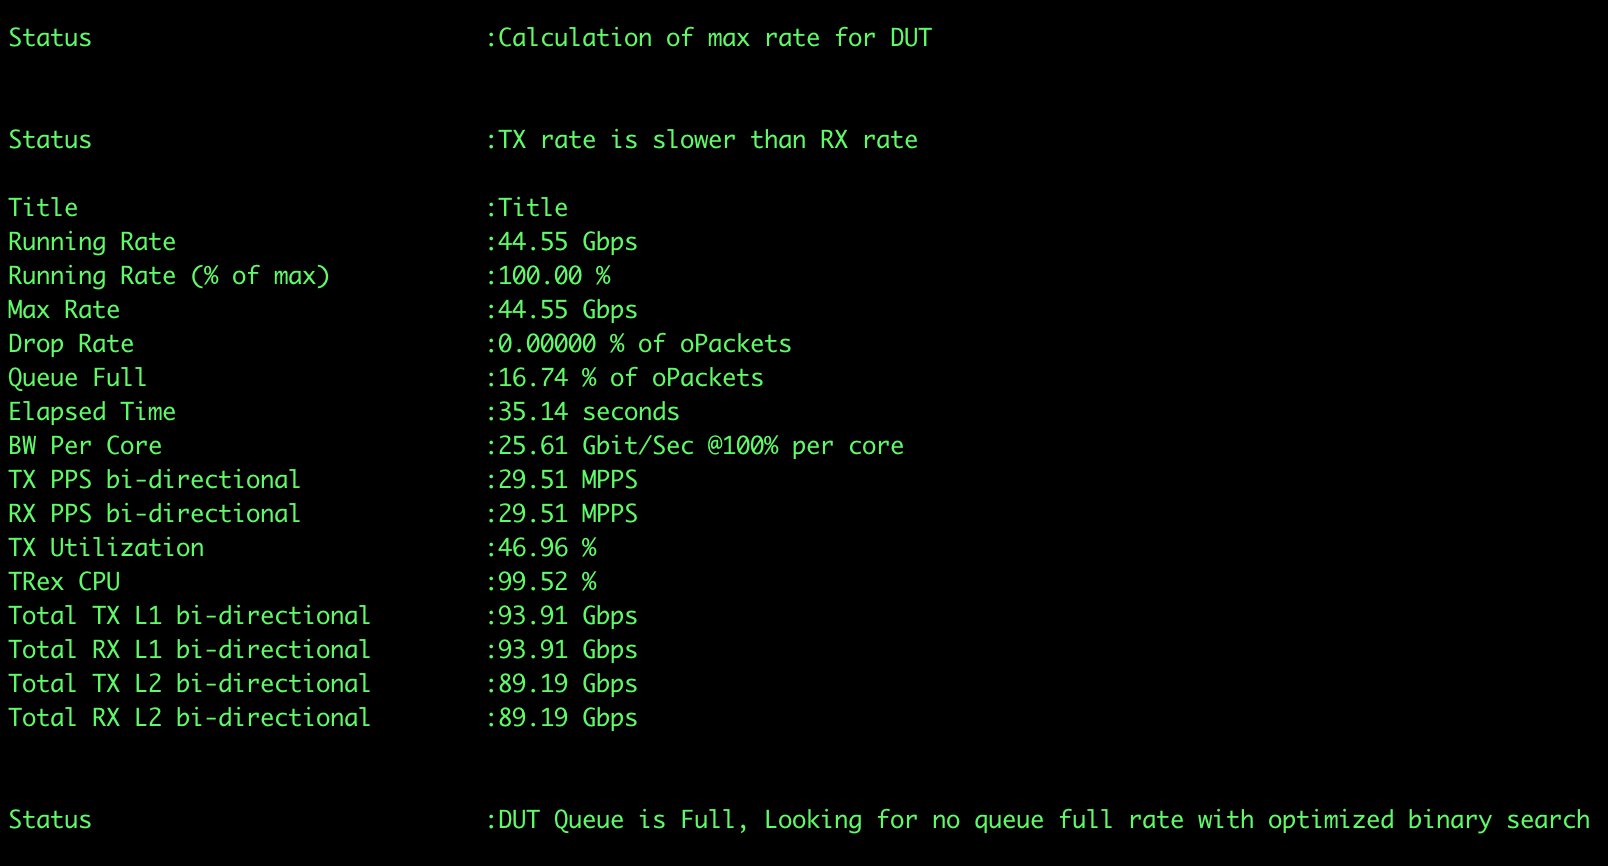 Status :Calculation of max rate for DUT
Status :TX rate is slower than RX rate
Title :Title
Running Rate :44.55 Gbps
Running Rate (% of max) :100.00 %
Max Rate :44.55 Gbps
Drop Rate :0.00000 % of oPackets
Queue Full :16.74 % of oPackets
Elapsed Time :35.14 seconds
BW Per Core :25.61 Gbit/Sec @100% per core
TX PPS bi-directional :29.51 MPPS
RX PPS bi-directional :29.51 MPPS
TX Utilization :46.96 %
TRex CPU :99.52 %
Total TX L1 bi-directional :93.91 Gbps
Total RX L1 bi-directional :93.91 Gbps
Total TX L2 bi-directional :89.19 Gbps
Total RX L2 bi-directional :89.19 Gbps
Status :DUT Queue is Full, Looking for no queue full rate with optimized binary search